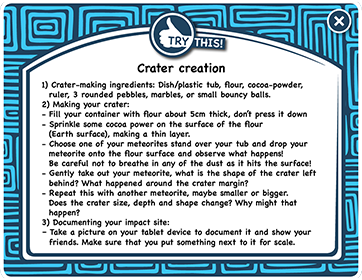 TRY THIS!
Crater creation
1) Crater-making ingredients: Dish/plastic tub, flour, cocoa-powder,
ruler, 3 rounded pebbles, marbles, or small bouncy balls.
2) Making your crater:
- Fill your container with flour about 5cm thick, don't press it down
- Sprinkle some cocoa power on the surface of the flour
(Earth surface), making a thin layer.
- Choose one of your meteorites stand over your tub and drop your
meteorite onto the flour surface and observe what happens!
Be careful not to breathe in any of the dust as it hits the surface!
- Gently take out your meteorite, what is the shape of the crater left
behind? What happened around the crater margin?
- Repeat this with another meteorite, maybe smaller or bigger.
Does the crater size, depth and shape change? Why might that
happen?
3) Documenting your impact site:
- Take a picture on your tablet device to document it and show your
friends. Make sure that you put something next to it for scale.